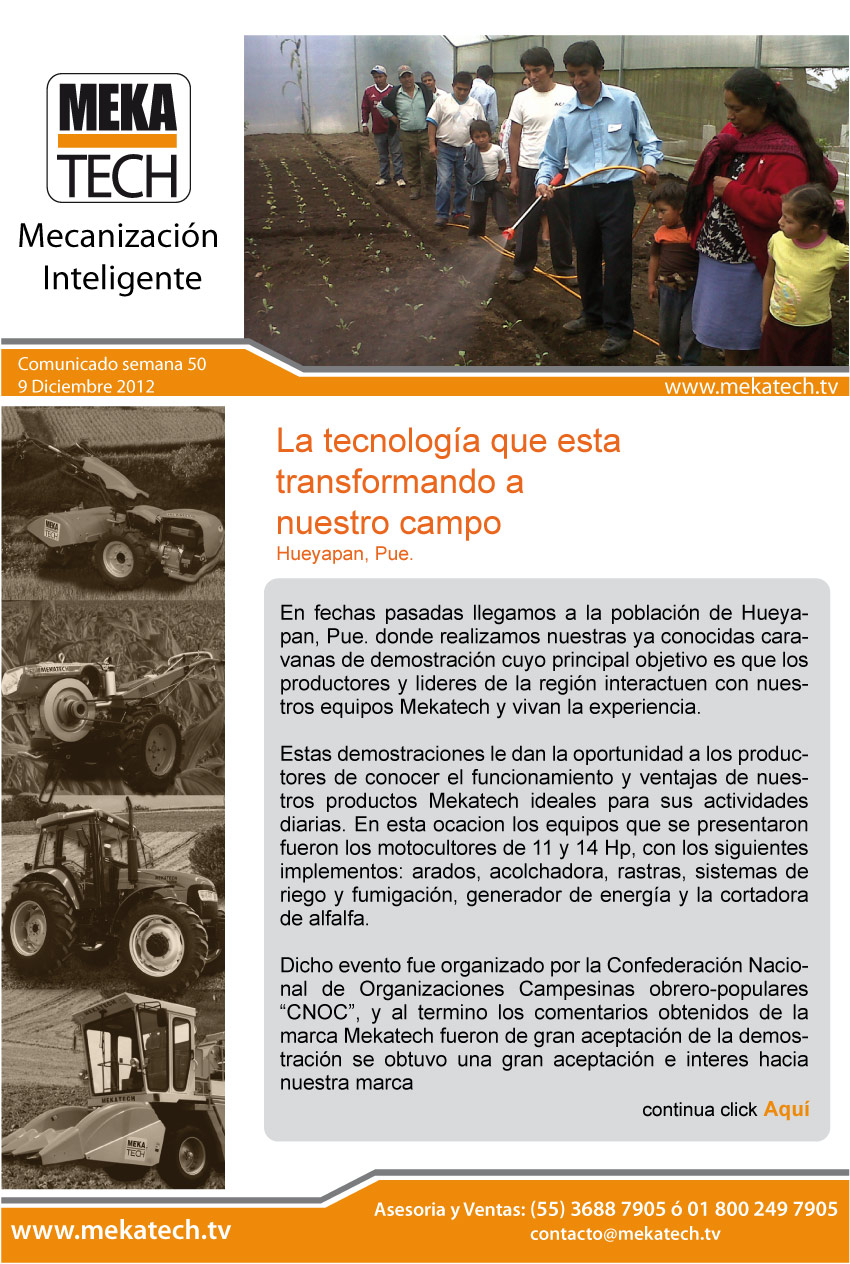 MEKA
TECH
Mecanización
Inteligente
Comunicado semana 50
9 Diciembre 2012
www.mekatech.tv
La tecnología que esta
transformando a
nuestro campo
Hueyapan, Pue.
En fechas pasadas llegamos a la población de Hueya-
pan, Pue. donde realizamos nuestras ya conocidas cara-
vanas de demostración cuyo principal objetivo es que los
productores y lideres de la región interactuen con nues-
tros equipos Mekatech y vivan la experiencia.
Estas demostraciones le dan la oportunidad a los produc-
tores de conocer el funcionamiento y ventajas de nues-
tros productos Mekatech ideales para sus actividades
diarias. En esta ocacion los equipos que se presentaron
fueron los motocultores de 11 y 14 Hp, con los siguientes
implementos: arados, acolchadora, rastras, sistemas de
riego y fumigación, generador de energía y la cortadora
de alfalfa.
Dicho evento fue organizado por la Confederación Nacio-
nal de Organizaciones Campesinas obrero-populares
“CNOC”, y al termino los comentarios obtenidos de la
marca Mekatech fueron de gran aceptación de la demos-
tración se obtuvo una gran aceptación e interes hacia
nuestra marca
continua click Aquí
MEKA
TECH
MEKATECH
MEKATECH
MEKATECH
MEKATECH
MEKA
TECH
Asesoria y Ventas: (55) 3688 7905 ó 01 800 249 7905
www.mekatech.tv
contacto@mekatech.tv